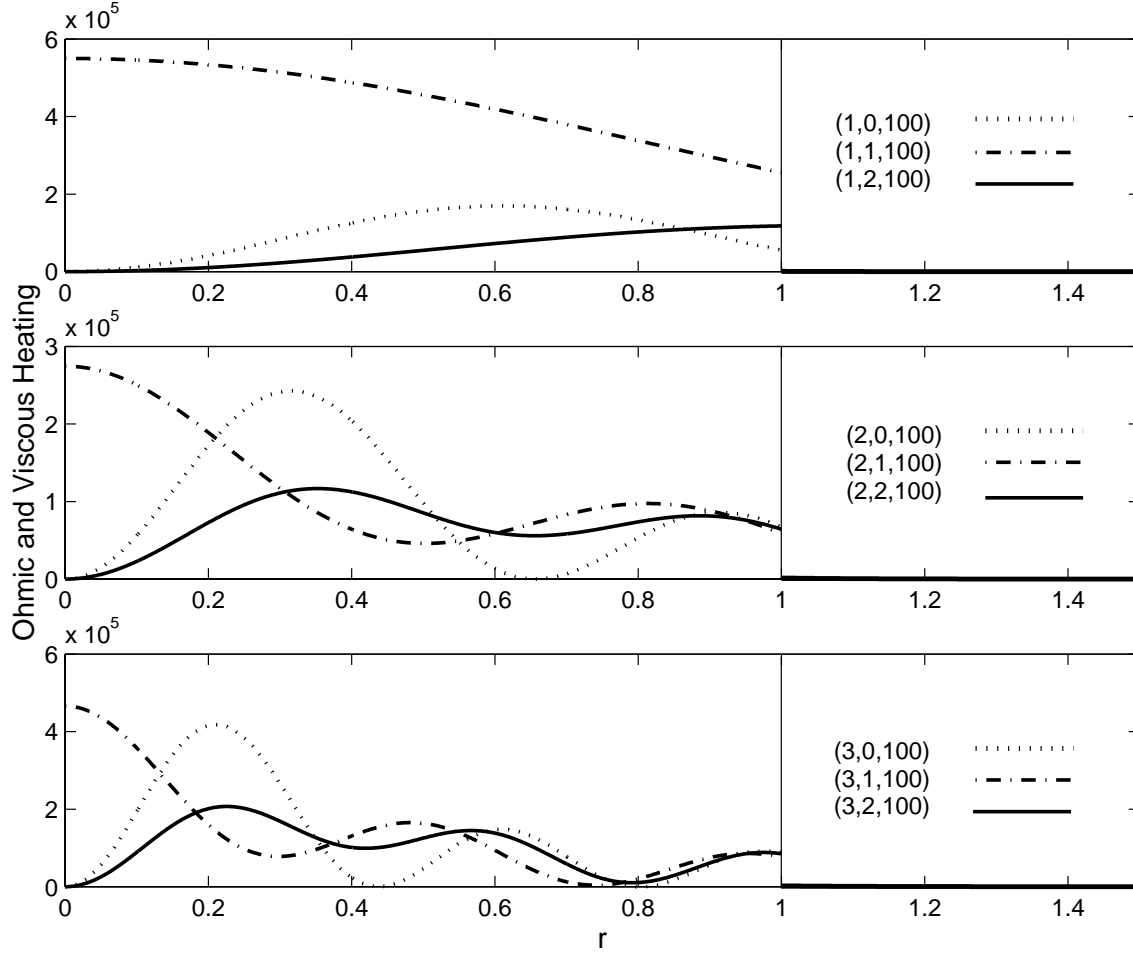 x 10^5
6
4
2
0
0 0.2 0.4 0.6 0.8 1 1.2 1.4
(1,0,100)
(1,1,100)
(1,2,100)
Ohmic and Viscous Heating
x 10^5
3
2
1
0
0 0.2 0.4 0.6 0.8 1 1.2 1.4
(2,0,100)
(2,1,100)
(2,2,100)
x 10^5
6
4
2
0
0 0.2 0.4 0.6 0.8 1 1.2 1.4
(3,0,100)
(3,1,100)
(3,2,100)
r